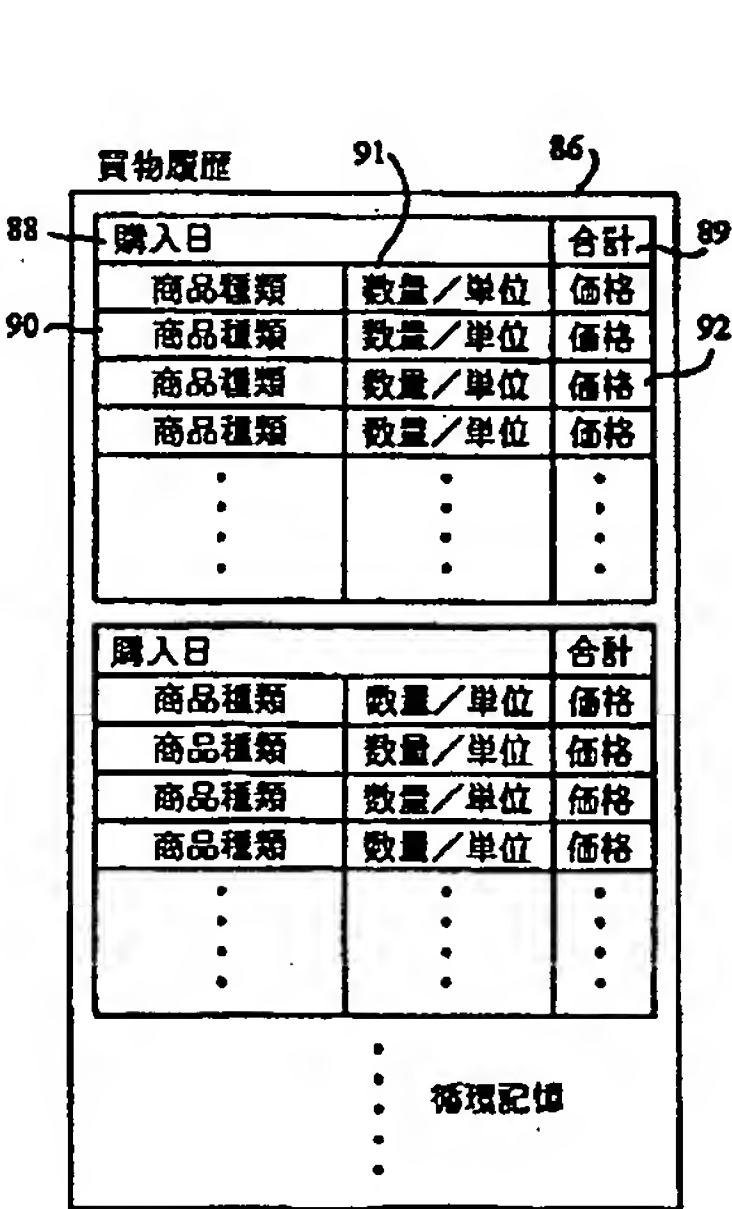 買物履歴 91 86
88 購入日 合計 89
商品種類 数量/単位 価格
90 商品種類 数量/単位 価格 92
商品種類 数量/単位 価格
商品種類 数量/単位 価格
購入日 合計
商品種類 数量/単位 価格
商品種類 数量/単位 価格
商品種類 数量/単位 価格
商品種類 数量/単位 価格
循環記憶